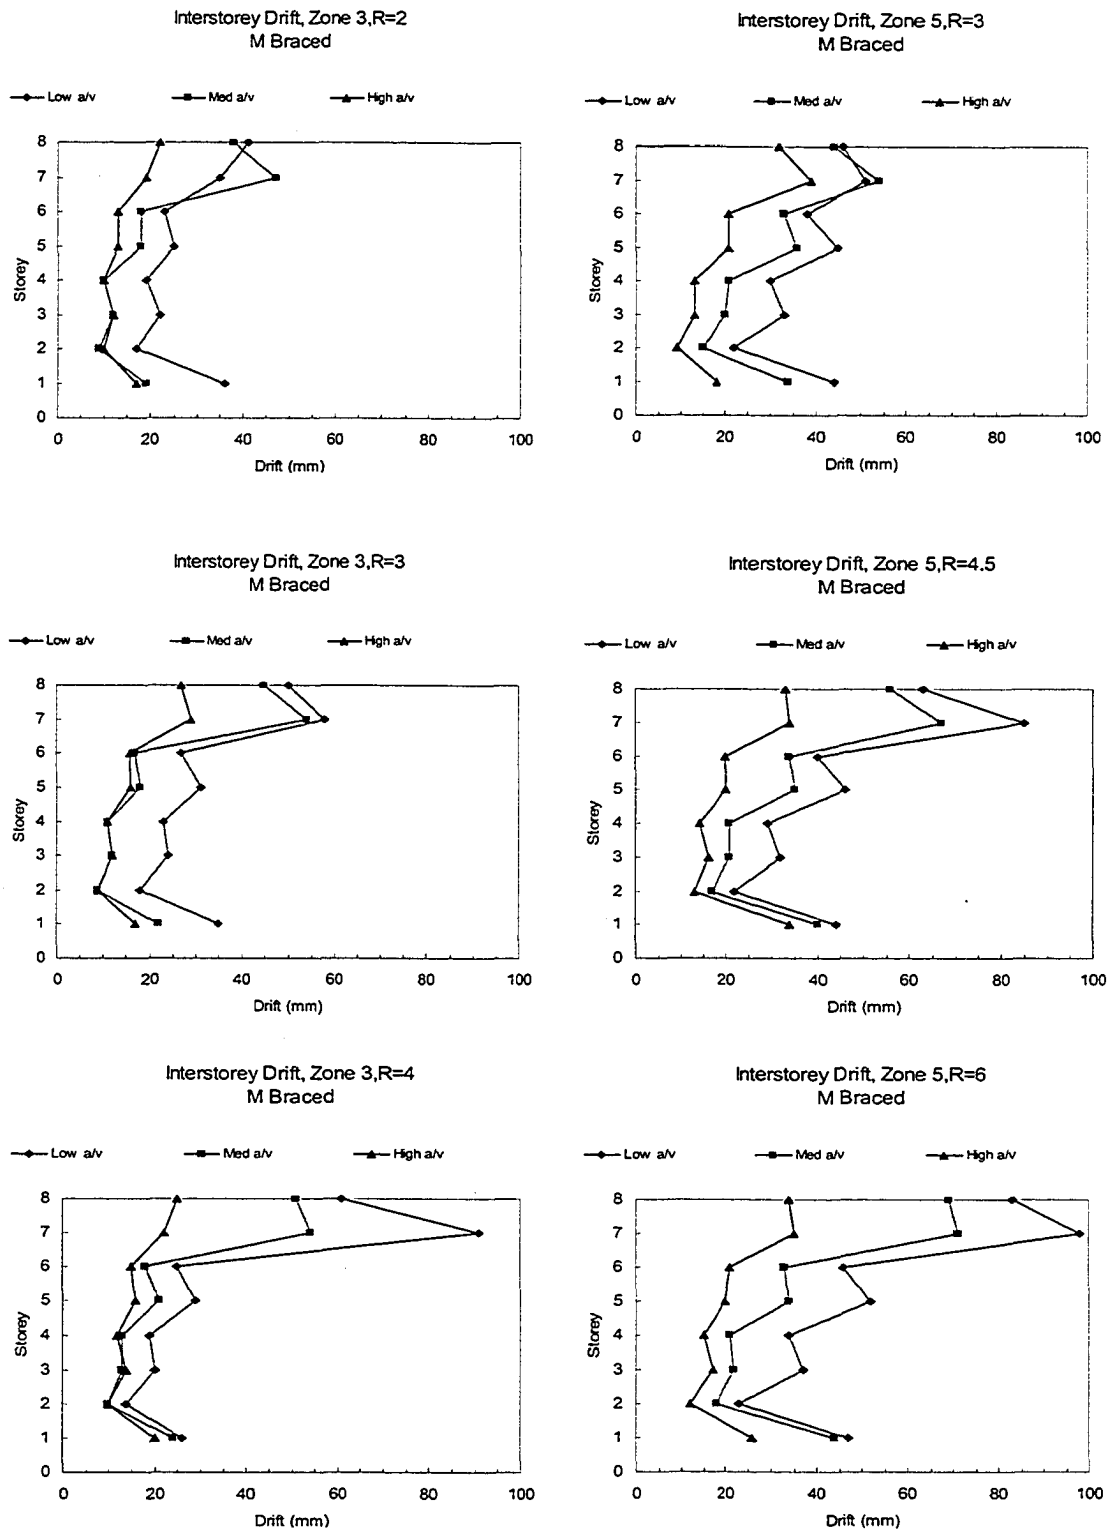 Interstorey Drift, Zone 3,R=2
M Braced
Low a/v Med a/v High a/v
8
7
6
5
4
3
2
1
0
Storey
0 20 40 60 80 100
Drift (mm)
Interstorey Drift, Zone 5,R=3
M Braced
Low a/v Med a/v High a/v
8
7
6
5
4
3
2
1
0
Storey
0 20 40 60 80 100
Drift (mm)
Interstorey Drift, Zone 3,R=3
M Braced
Low a/v Med a/v High a/v
8
7
6
5
4
3
2
1
0
Storey
0 20 40 60 80 100
Drift (mm)
Interstorey Drift, Zone 5,R=4.5
M Braced
Low a/v Med a/v High a/v
8
7
6
5
4
3
2
1
0
Storey
0 20 40 60 80 100
Drift (mm)
Interstorey Drift, Zone 3,R=4
M Braced
Low a/v Med a/v High a/v
8
7
6
5
4
3
2
1
0
Storey
0 20 40 60 80 100
Drift (mm)
Interstorey Drift, Zone 5,R=6
M Braced
Low a/v Med a/v High a/v
8
7
6
5
4
3
2
1
0
Storey
0 20 40 60 80 100
Drift (mm)